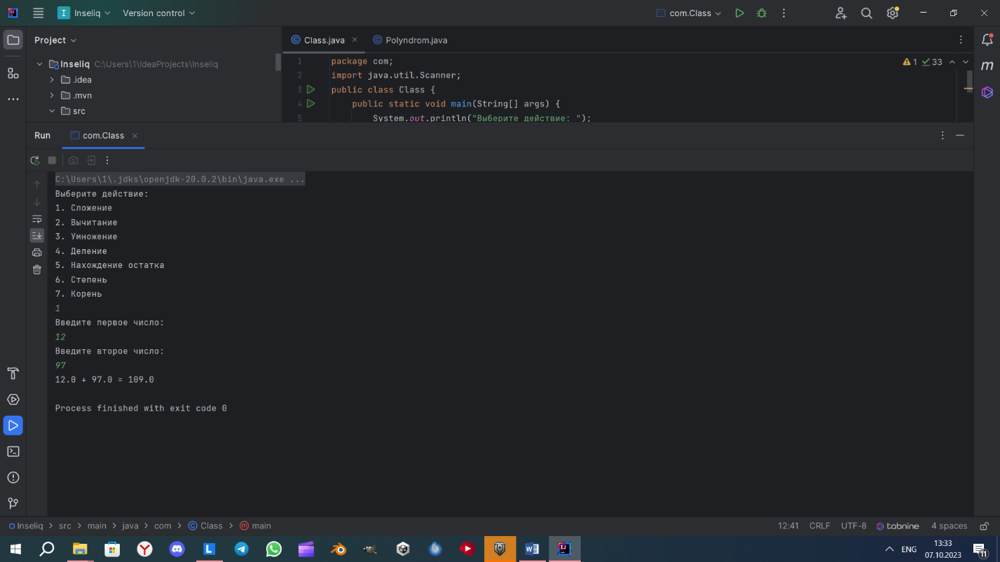 Inseliq
Version control
com.Class
Project
Class.java
Polyndrom.java
Inseliq C:\Users\1\IdeaProjects\Inseliq
.idea
.mvn
src
1 package com;
2 import java.util.Scanner;
3 public class Class {
4 public static void main(String[] args) {
5 System.out.println("Выберите действие: ");
1 33
m
Run
com.Class
C:\Users\1\.jdks\openjdk-20.0.2\bin\java.exe ...
Выберите действие:
1. Сложение
2. Вычитание
3. Умножение
4. Деление
5. Нахождение остатка
6. Степень
7. Корень
1
Введите первое число:
12
Введите второе число:
97
12.0 + 97.0 = 109.0
Process finished with exit code 0
Inseliq > src > main > java > com > Class > main
12:41 CRLF UTF-8 tabnine 4 spaces
ENG
13:33
07.10.2023
11